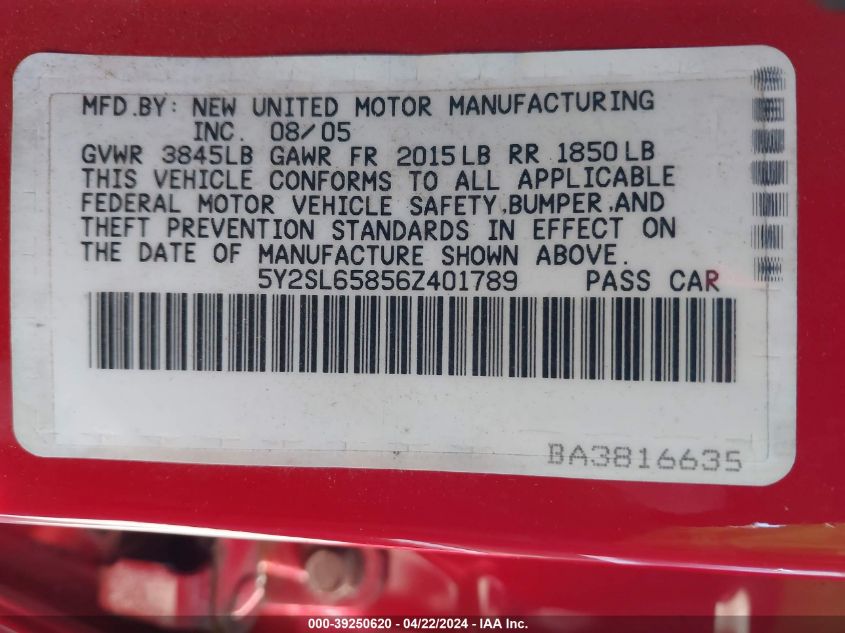 MFD.BY: NEW UNITED MOTOR MANUFACTURING
INC. 08/05
GVWR 3845LB GAWR FR 2015LB RR 1850LB
THIS VEHICLE CONFORMS TO ALL APPLICABLE
FEDERAL MOTOR VEHICLE SAFETY,BUMPER,AND
THEFT PREVENTION STANDARDS IN EFFECT ON
THE DATE OF MANUFACTURE SHOWN ABOVE.
5Y2SL65856Z401789 PASS CAR
BA3816635
000-39250620 - 04/22/2024 - IAA Inc.